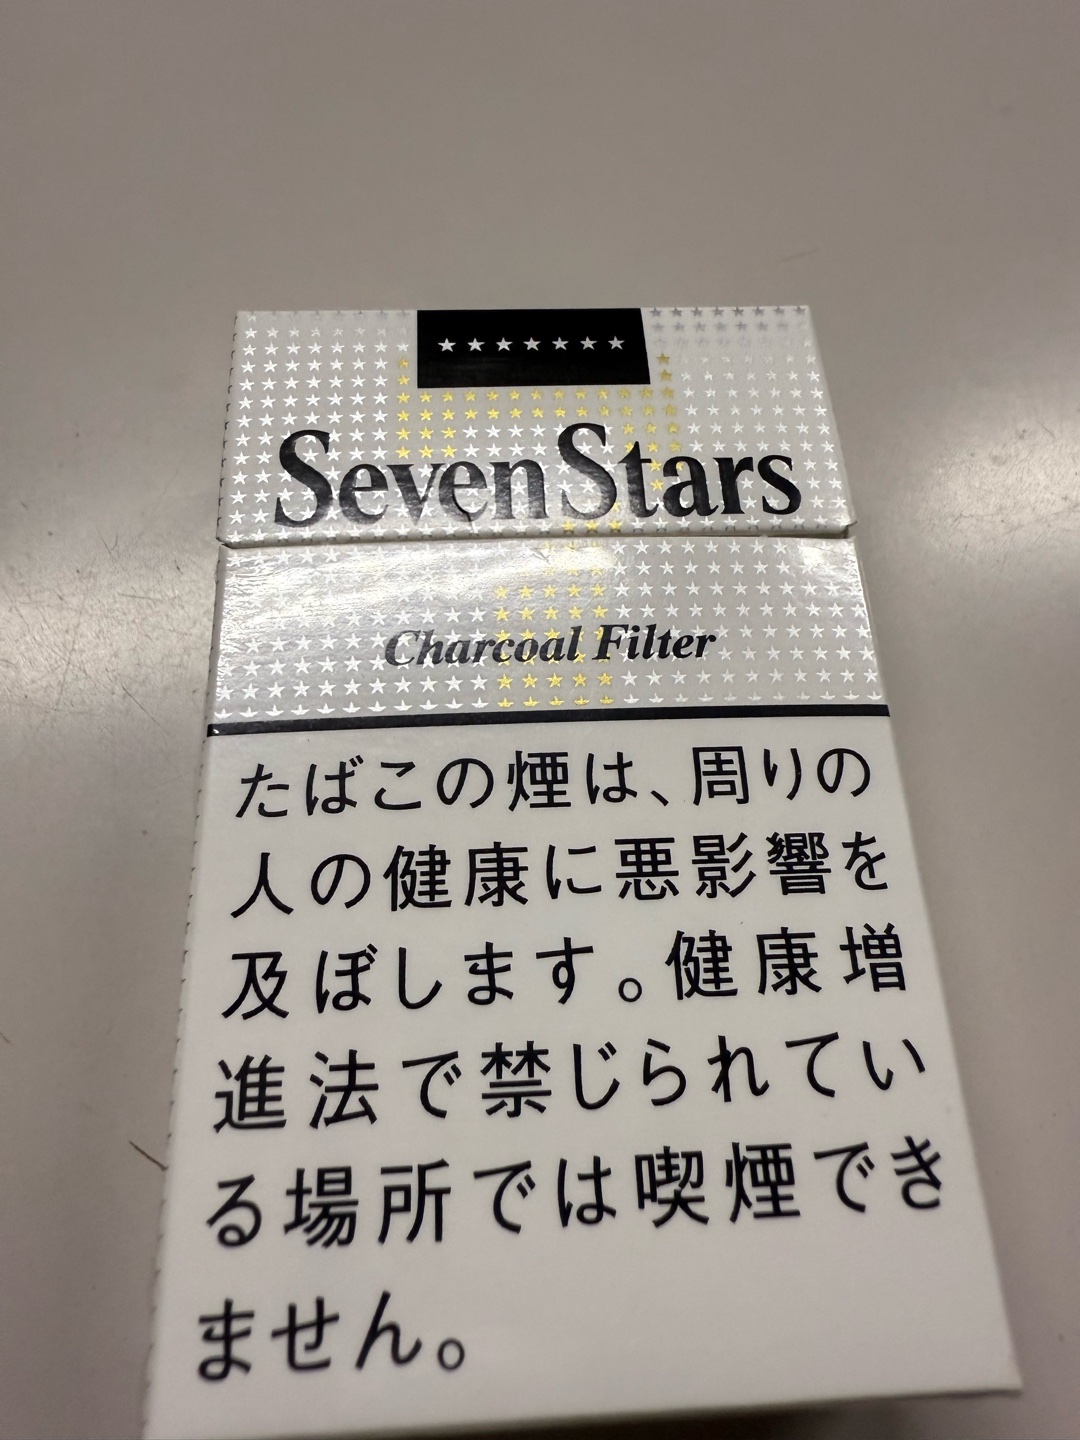 Seven Stars
Charcoal Filter
たばこの煙は、周りの
人の健康に悪影響を
及ぼします。健康増
進法で禁じられてい
る場所では喫煙でき
ません。